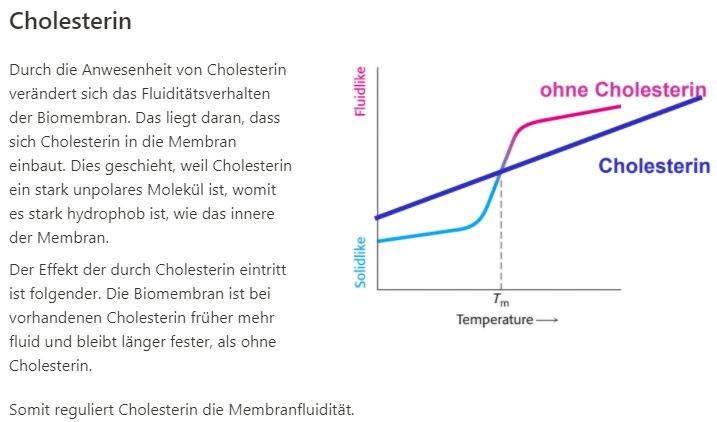 Cholesterin
Durch die Anwesenheit von Cholesterin
verändert sich das Fluiditätsverhalten
der Biomembran. Das liegt daran, dass
sich Cholesterin in die Membran
einbaut. Dies geschieht, weil Cholesterin
ein stark unpolares Molekül ist, womit
es stark hydrophob ist, wie das innere
der Membran.
Der Effekt der durch Cholesterin eintritt
ist folgender. Die Biomembran ist bei
vorhandenen Cholesterin früher mehr
fluid und bleibt länger fester, als ohne
Cholesterin.
Somit reguliert Cholesterin die Membranfluidität.
Fluidlike
Solidlike
ohne Cholesterin
Cholesterin
Tm
Temperature →